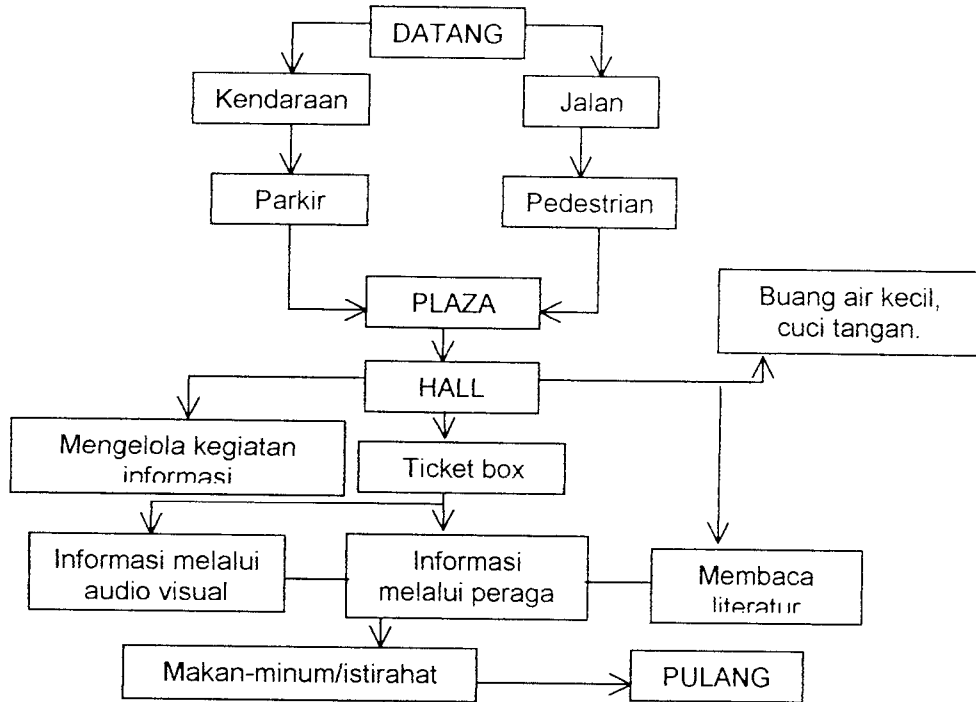 DATANG
Kendaraan
Jalan
Parkir
Pedestrian
PLAZA
Buang air kecil,
cuci tangan.
HALL
Mengelola kegiatan
informasi
Ticket box
Informasi melalui
audio visual
Informasi
melalui peraga
Membaca
literatur
Makan-minum/istirahat
PULANG